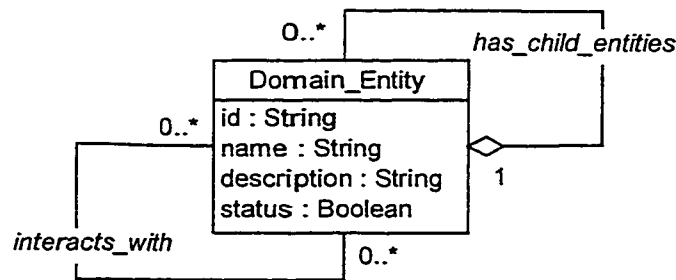 0..*
has_child_entities
Domain_Entity
0..*
id : String
name : String
description : String
1
status : Boolean
interacts_with
0..*